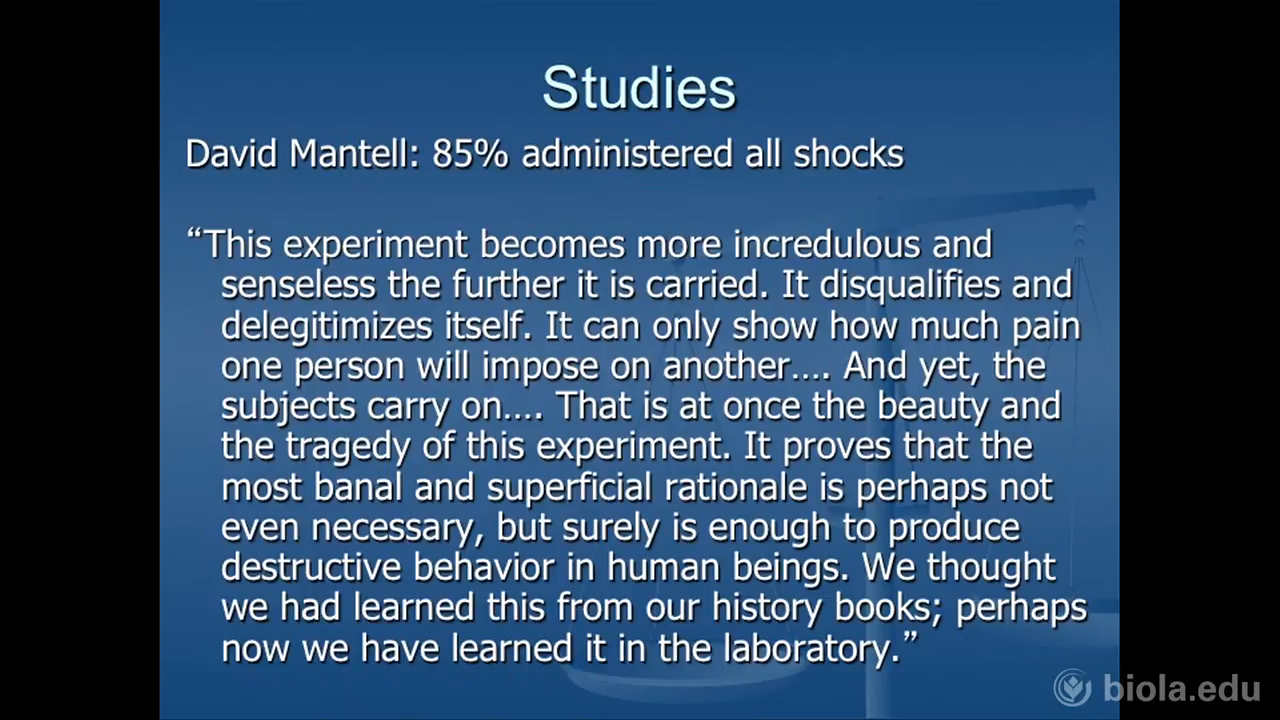 Studies
David Mantell: 85% administered all shocks
“This experiment becomes more incredulous and
senseless the further it is carried. It disqualifies and
delegitimizes itself. It can only show how much pain
one person will impose on another…. And yet, the
subjects carry on…. That is at once the beauty and
the tragedy of this experiment. It proves that the
most banal and superficial rationale is perhaps not
even necessary, but surely is enough to produce
destructive behavior in human beings. We thought
we had learned this from our history books; perhaps
now we have learned it in the laboratory.”
biola.edu